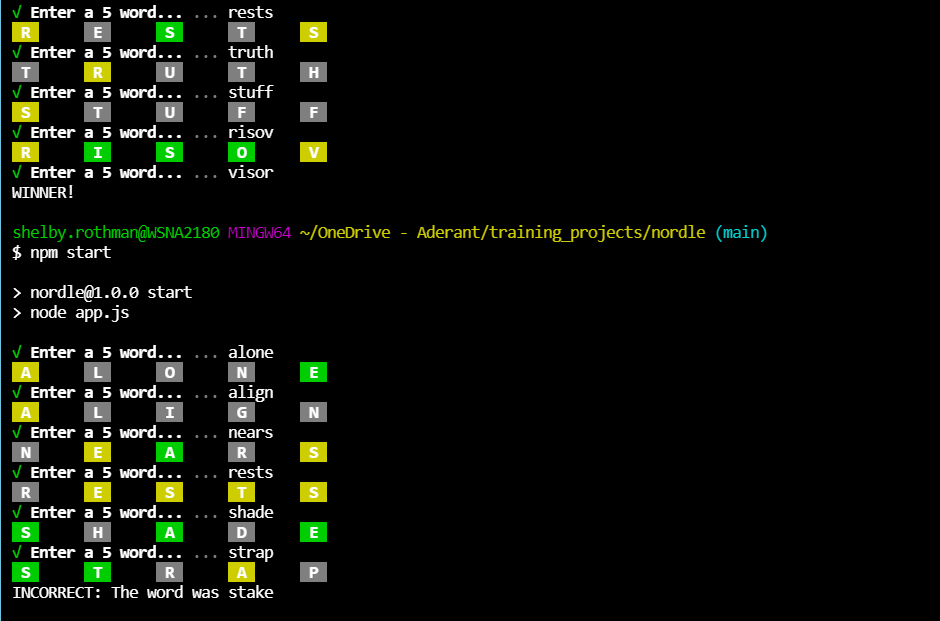 √ Enter a 5 word... ... rests
R E S T S
√ Enter a 5 word... ... truth
T R U T H
√ Enter a 5 word... ... stuff
S T U F F
√ Enter a 5 word... ... risov
R I S O V
√ Enter a 5 word... ... visor
WINNER!
shelby.rothman@WSNA2180 MINGW64 ~/OneDrive - Aderant/training_projects/nordle (main)
$ npm start
> nordle@1.0.0 start
> node app.js
√ Enter a 5 word... ... alone
A L O N E
√ Enter a 5 word... ... align
A L I G N
√ Enter a 5 word... ... nears
N E A R S
√ Enter a 5 word... ... rests
R E S T S
√ Enter a 5 word... ... shade
S H A D E
√ Enter a 5 word... ... strap
S T R A P
INCORRECT: The word was stake